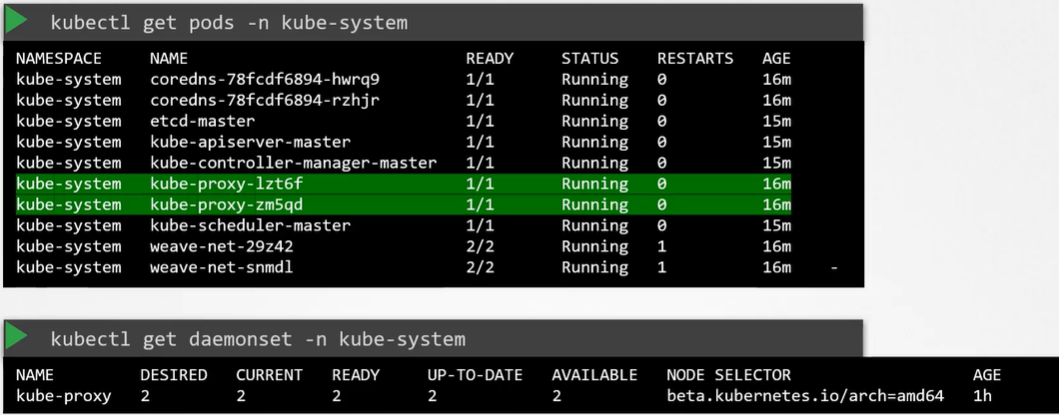 kubectl get pods -n kube-system
NAMESPACE NAME READY STATUS RESTARTS AGE
kube-system coredns-78fcdf6894-hwrq9 1/1 Running 0 16m
kube-system coredns-78fcdf6894-rzhjr 1/1 Running 0 16m
kube-system etcd-master 1/1 Running 0 15m
kube-system kube-apiserver-master 1/1 Running 0 15m
kube-system kube-controller-manager-master 1/1 Running 0 15m
kube-system kube-proxy-lzt6f 1/1 Running 0 16m
kube-system kube-proxy-zm5qd 1/1 Running 0 16m
kube-system kube-scheduler-master 1/1 Running 0 15m
kube-system weave-net-29z42 2/2 Running 1 16m
kube-system weave-net-snmdl 2/2 Running 1 16m -
kubectl get daemonset -n kube-system
NAME DESIRED CURRENT READY UP-TO-DATE AVAILABLE NODE SELECTOR AGE
kube-proxy 2 2 2 2 2 beta.kubernetes.io/arch=amd64 1h